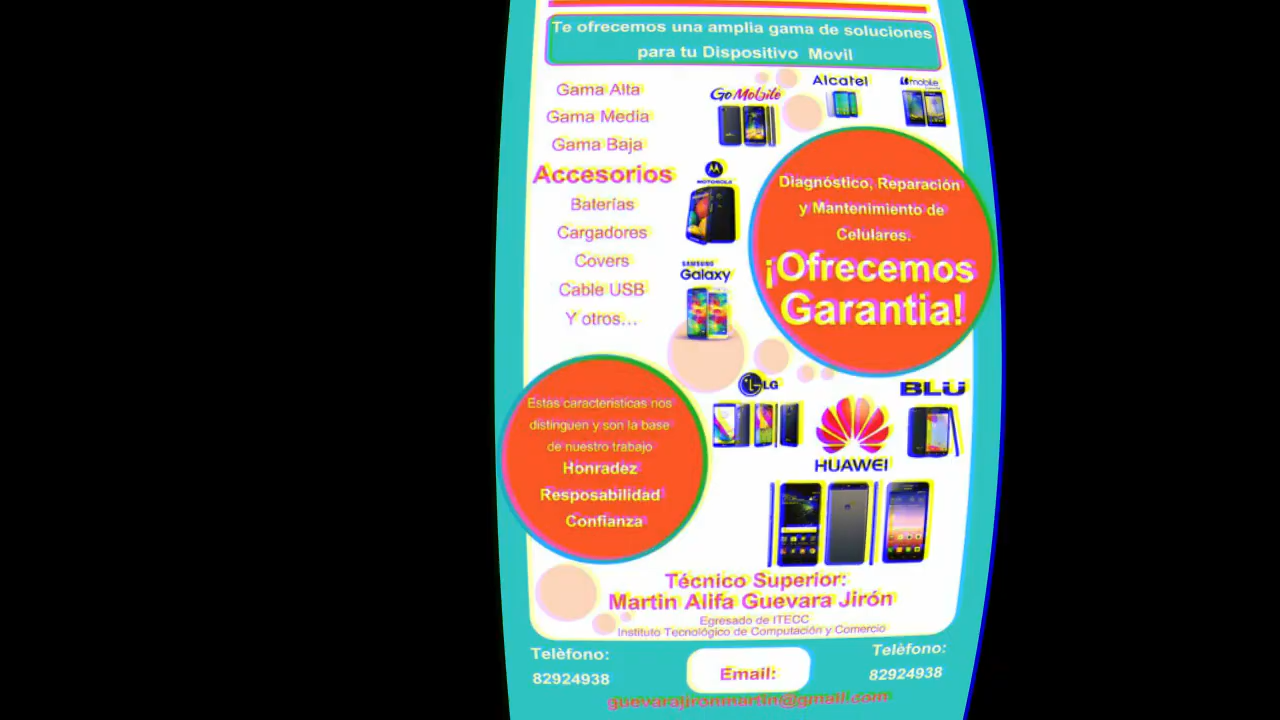 Te ofrecemos una amplia gama de soluciones
para tu Dispositivo Movil
Gama Alta
Gama Media
Gama Baja
Accesorios
Baterías
Cargadores
Covers
Cable USB
Y otros...
GoMobile
Alcatel
mobile
MOTOROLA
SAMSUNG
Galaxy
Diagnóstico, Reparación
y Mantenimiento de
Celulares.
¡Ofrecemos
Garantia!
LG
BLU
HUAWEI
Estas caracteristicas nos
distinguen y son la base
de nuestro trabajo
Honradez
Resposabilidad
Confianza
Técnico Superior:
Martin Alifa Guevara Jirón
Egresado de ITECC
Instituto Tecnológico de Computación y Comercio
Telèfono:
82924938
Email:
Telèfono:
82924938